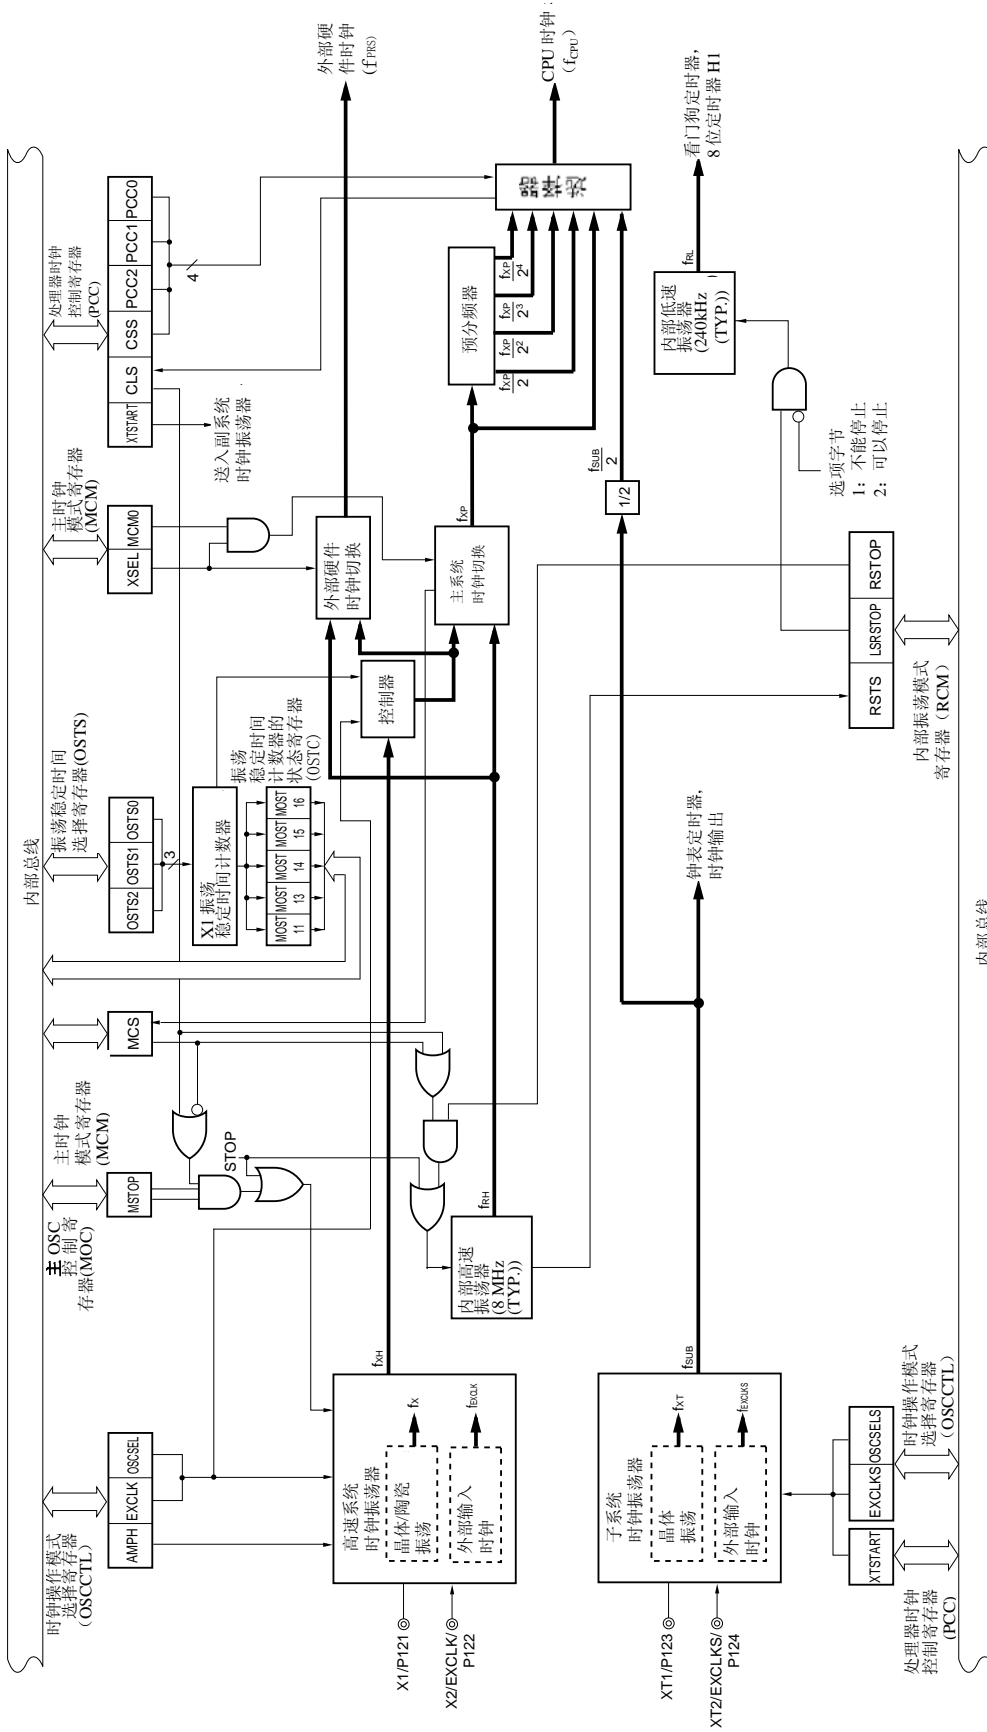 内部总线
时钟操作模式
选择寄存器
(OSCCTL)
AMPH
EXCLK
OSCSEL
主OSC
控制寄
存器(MOC)
MSTOP
主时钟
模式寄存器
(MCM)
MCS
振荡稳定时间
选择寄存器(OSTS)
OSTS2
OSTS1
OSTS0
3
主时钟
模式寄存器
(MCM)
XSEL
MCM0
处理器时钟
控制寄存器
(PCC)
XTSTART
CLS
CSS
PCC2
PCC1
PCC0
4
送入副系统
时钟振荡器
STOP
X1振荡
稳定时间计数器
振荡
稳定时间
计数器的
状态寄存器
(OSTC)
MOST
11
MOST
13
MOST
14
MOST
15
MOST
16
外部硬
件时钟
(fPRS)
高速系统
时钟振荡器
晶体/陶瓷
振荡
fX
外部输入
时钟
fEXCLK
X1/P121
X2/EXCLK/
P122
fXH
控制器
外部硬件
时钟切换
主系统
时钟切换
fXP
预分频器
fXP
2
fXP
2²
fXP
2³
fXP
2⁴
选择器
CPU 时钟:
(fCPU)
内部高速
振荡器
(8 MHz
(TYP.))
fRH
子系统
时钟振荡器
晶体
振荡
fXT
外部输入
时钟
fEXCLKS
XT1/P123
XT2/EXCLKS/
P124
fSUB
1/2
fSUB
2
钟表定时器,
时钟输出
内部低速
振荡器
(240kHz
(TYP.))
fRL
看门狗定时器,
8 位定时器 H1
选项字节
1: 不能停止
2: 可以停止
XTSTART
EXCLKS
OSCSELS
处理器时钟
控制寄存器
(PCC)
时钟操作模式
选择寄存器
(OSCCTL)
RSTS
LSRSTOP
RSTOP
内部振荡模式
寄存器（RCM）
内部总线